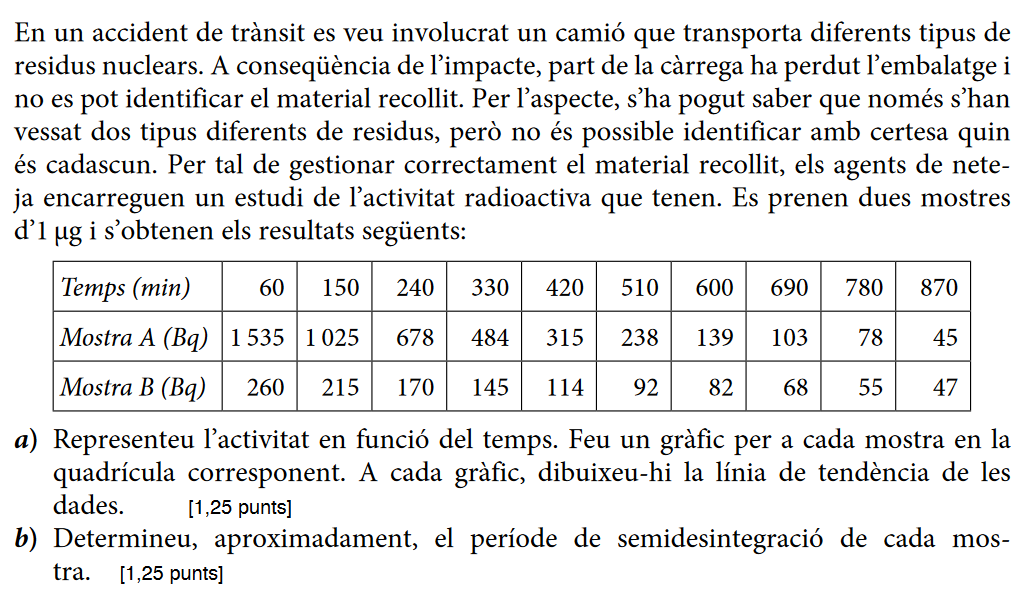 En un accident de trànsit es veu involucrat un camió que transporta diferents tipus de
residus nuclears. A conseqüència de l’impacte, part de la càrrega ha perdut l’embalatge i
no es pot identificar el material recollit. Per l’aspecte, s’ha pogut saber que només s’han
vessat dos tipus diferents de residus, però no és possible identificar amb certesa quin
és cadascun. Per tal de gestionar correctament el material recollit, els agents de nete-
ja encarreguen un estudi de l’activitat radioactiva que tenen. Es prenen dues mostres
d’1 μg i s’obtenen els resultats següents:
Temps (min) 60 150 240 330 420 510 600 690 780 870
Mostra A (Bq) 1 535 1 025 678 484 315 238 139 103 78 45
Mostra B (Bq) 260 215 170 145 114 92 82 68 55 47
a) Representeu l’activitat en funció del temps. Feu un gràfic per a cada mostra en la
quadrícula corresponent. A cada gràfic, dibuixeu-hi la línia de tendència de les
dades. [1,25 punts]
b) Determineu, aproximadament, el període de semidesintegració de cada mos-
tra. [1,25 punts]